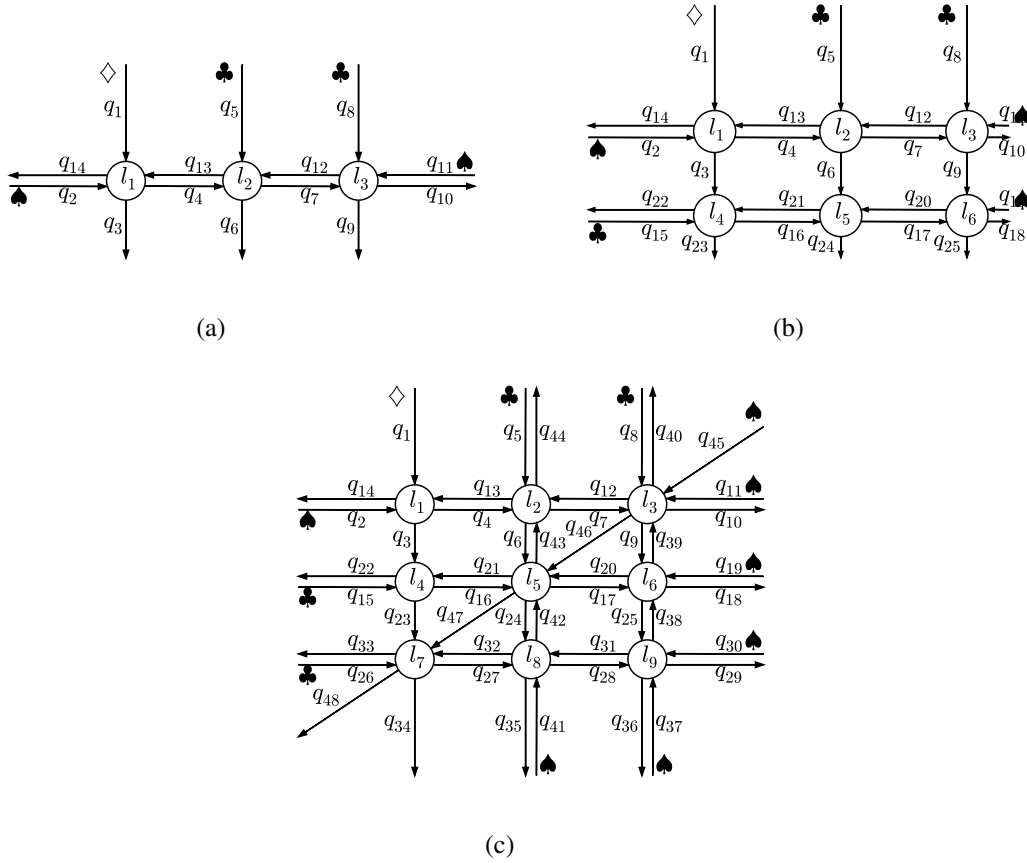 ♢ ♣ ♣
q1 q5 q8
q14 q13 q12 q11 ♠
l1 l2 l3
♠ q2 q4 q7 q10
q3 q6 q9
(a)
♢ ♣ ♣
q1 q5 q8
q14 q13 q12 q1 ♠
l1 l2 l3
♠ q2 q4 q7 q10
q3 q6 q9
q22 q21 q20 q1 ♠
l4 l5 l6
♣ q15 q16 q17 q18
q23 q24 q25
(b)
♢ ♣ ♣ ♠
q1 q5 q44 q8 q40 q45
q14 q13 q12 q11 ♠
l1 l2 l3
♠ q2 q4 q46 q7 q10
q3 q6 q43 q9 q39
q22 q21 q20 q19 ♠
l4 l5 l6
♣ q15 q16 q17 q18
q23 q47 q24 q42 q25 q38
q33 q32 q31 q30 ♠
l7 l8 l9
♣ q26 q27 q28 q29
q48
q34 q35 q41 q36 q37
♠ ♠
(c)